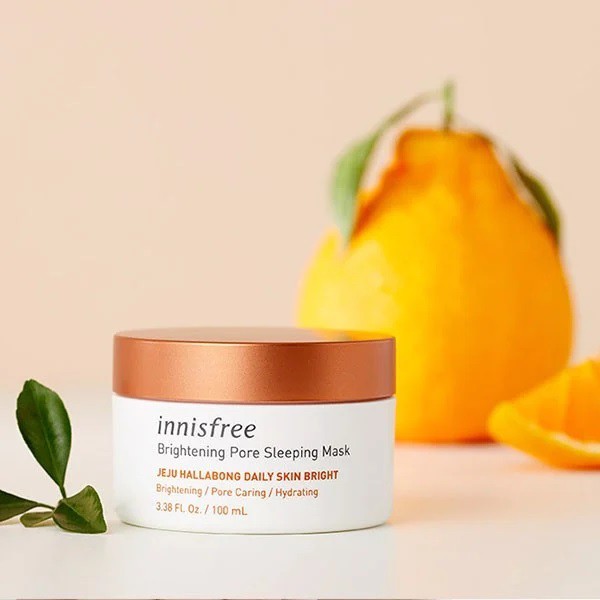 innisfree
Brightening Pore Sleeping Mask
JEJU HALLABONG DAILY SKIN BRIGHT
Brightening / Pore Caring / Hydrating
3.38 Fl. Oz. / 100 mL